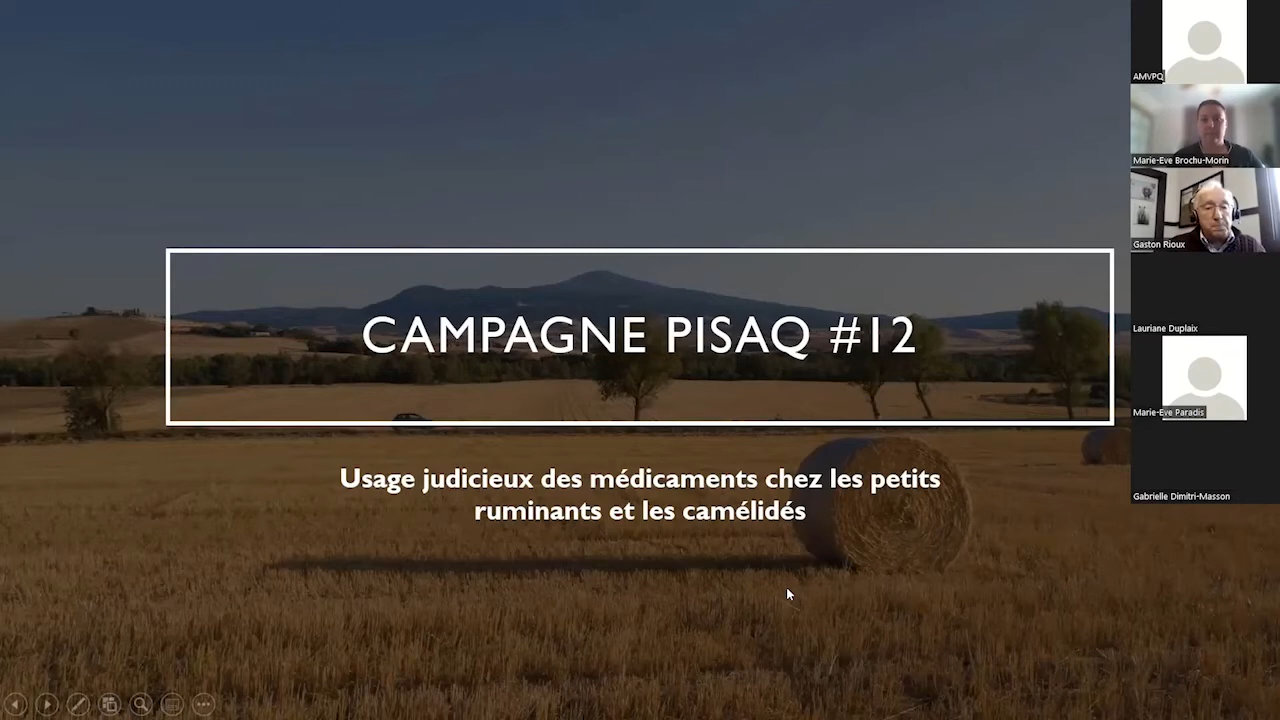 CAMPAGNE PISAQ #12
Usage judicieux des médicaments chez les petits
ruminants et les camélidés
AMVPQ
Marie-Eve Brochu-Morin
Gaston Rioux
Lauriane Duplaix
Marie-Eve Paradis
Gabrielle Dimitri-Masson